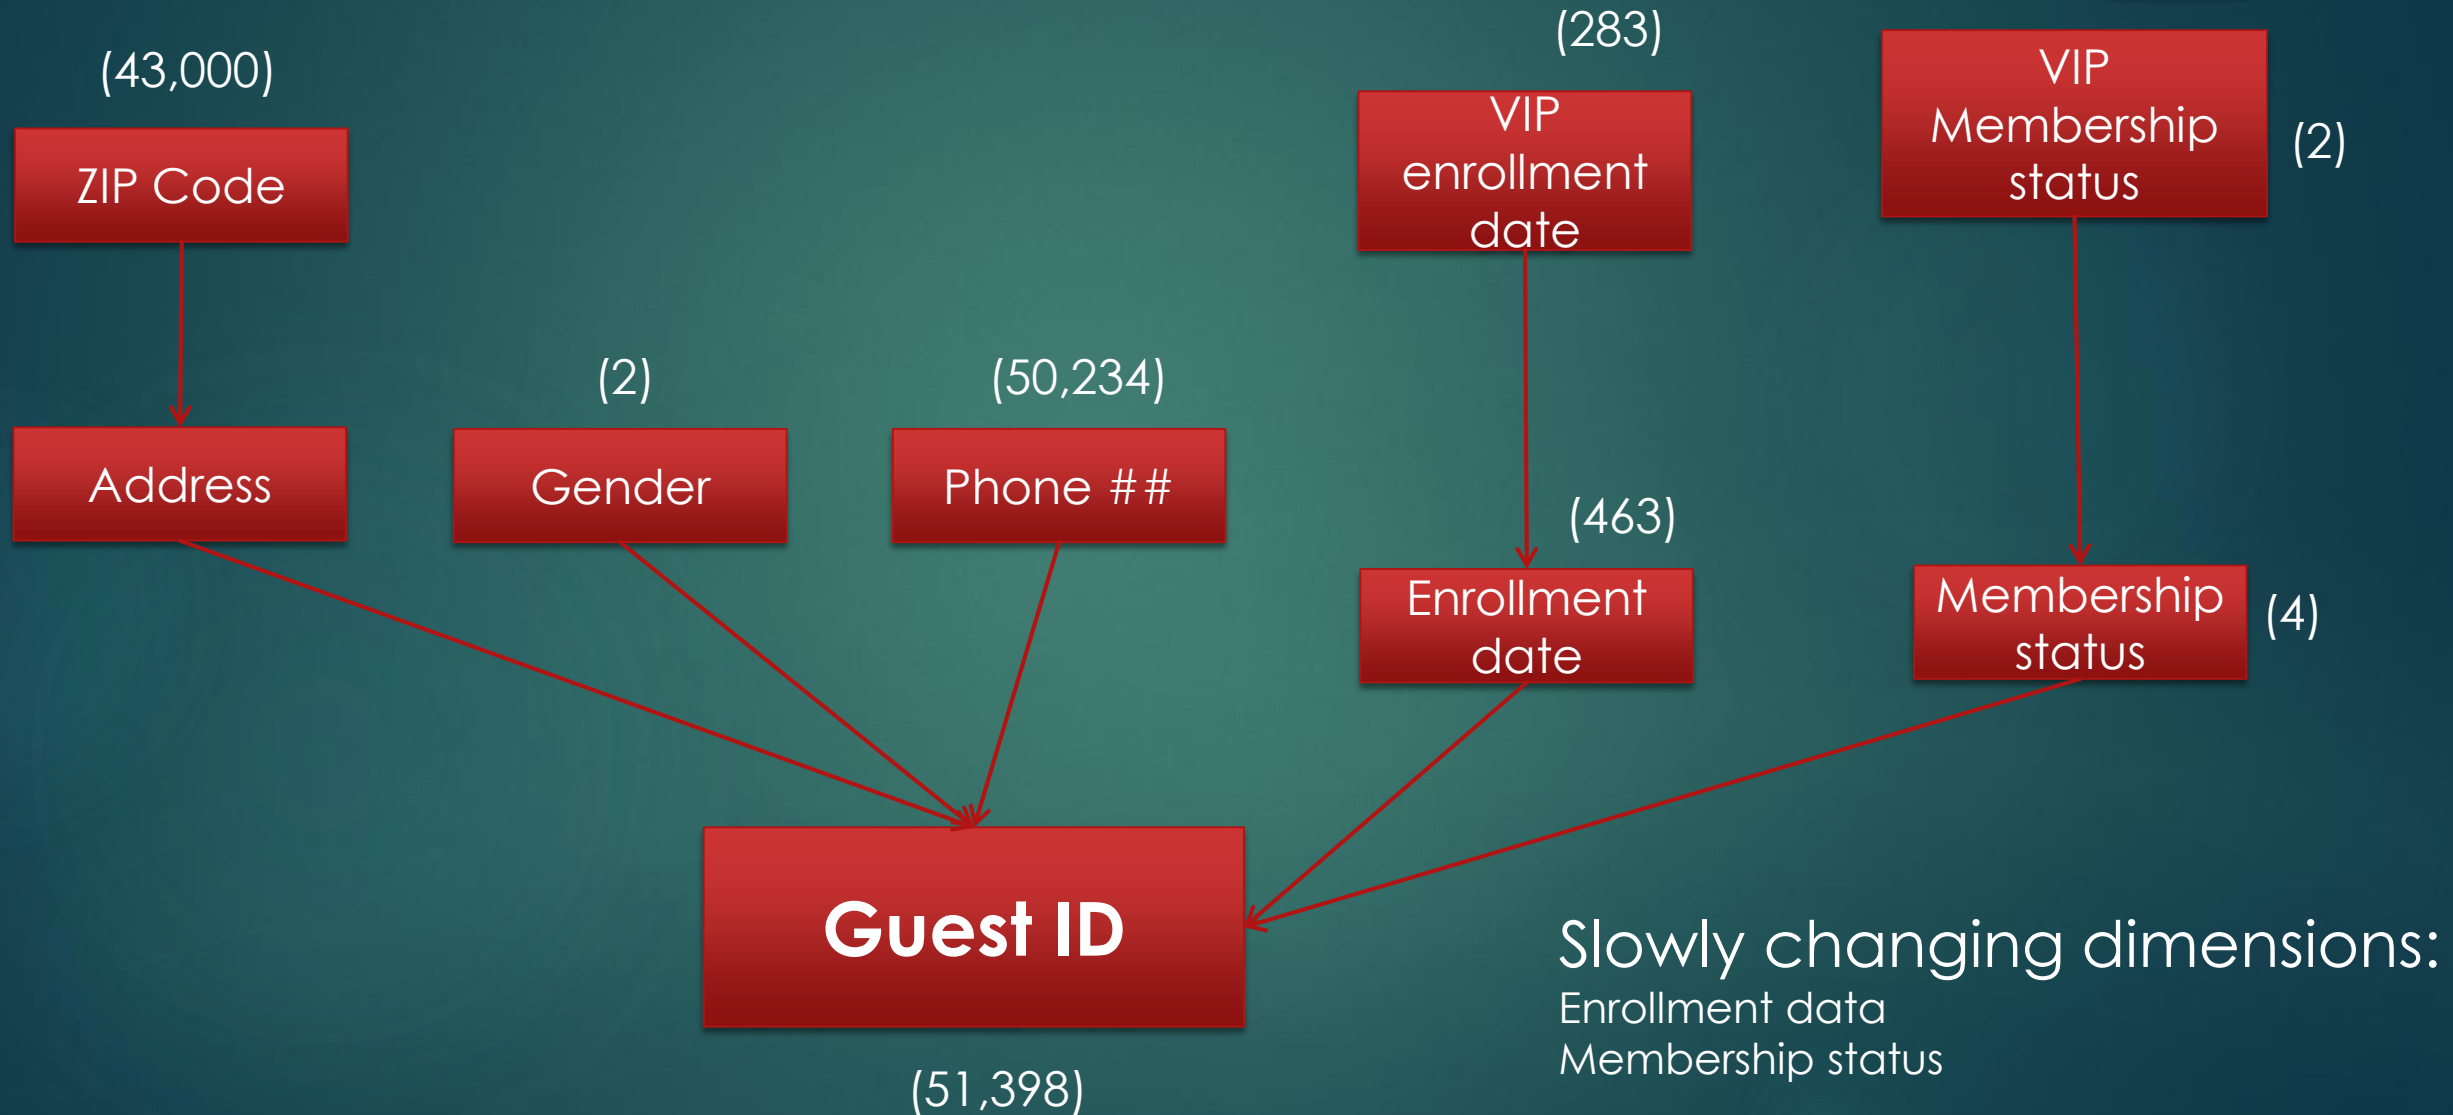 (43,000)
ZIP Code
Address
(2)
Gender
(50,234)
Phone ##
(283)
VIP
enrollment
date
(463)
Enrollment
date
VIP
Membership
status
(2)
Membership
status
(4)
Guest ID
(51,398)
Slowly changing dimensions:
Enrollment data
Membership status